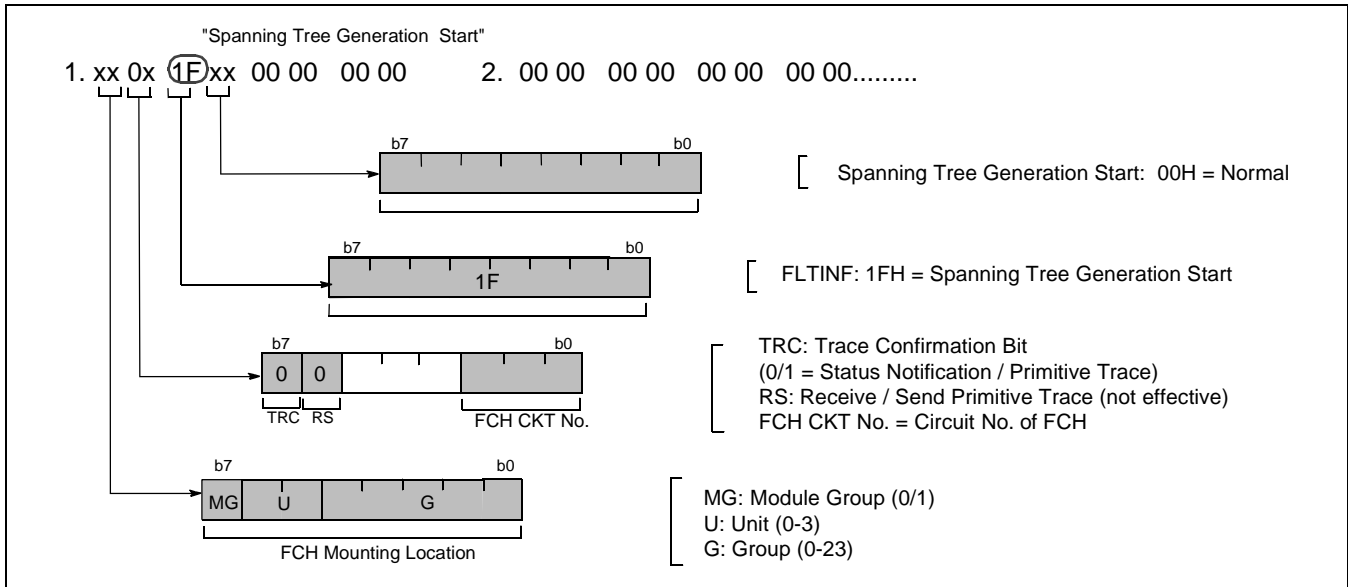 "Spanning Tree Generation Start"
1. xx 0x 1F xx 00 00 00 00 2. 00 00 00 00 00 00 00 00.........
b7 b0
Spanning Tree Generation Start: 00H = Normal
b7 b0
1F
FLTINF: 1FH = Spanning Tree Generation Start
b7 b0
0 0
TRC RS FCH CKT No.
TRC: Trace Confirmation Bit
(0/1 = Status Notification / Primitive Trace)
RS: Receive / Send Primitive Trace (not effective)
FCH CKT No. = Circuit No. of FCH
b7 b0
MG U G
FCH Mounting Location
MG: Module Group (0/1)
U: Unit (0-3)
G: Group (0-23)